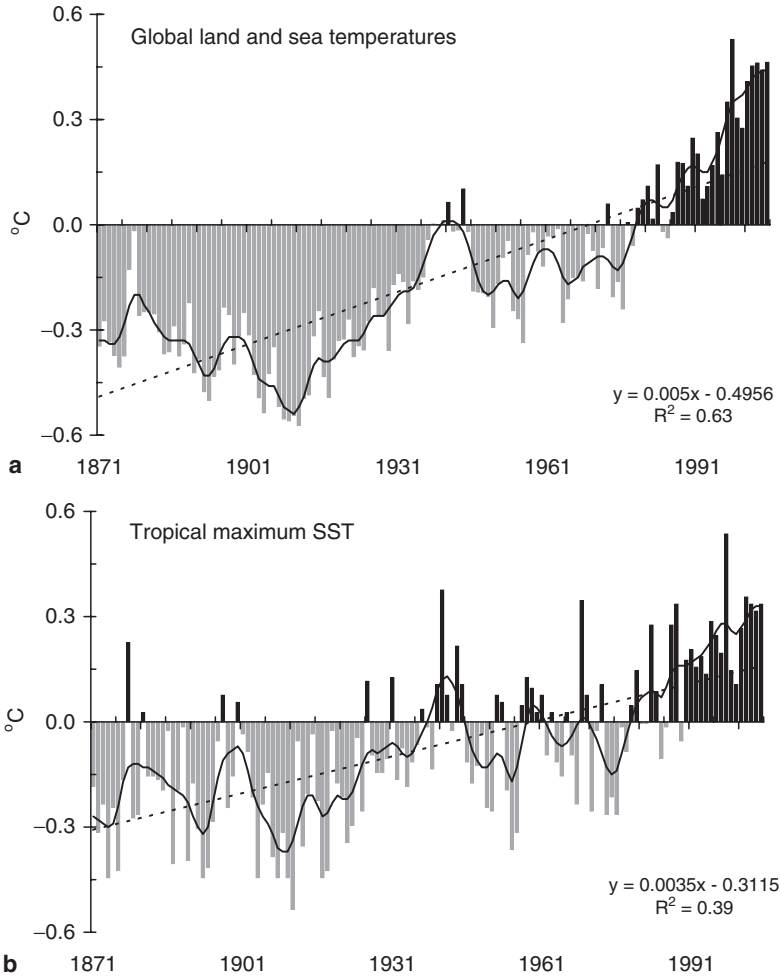 0.6
Global land and sea temperatures
0.3
0.0
°C
−0.3
y = 0.005x - 0.4956
R² = 0.63
−0.6
a
1871 1901 1931 1961 1991
0.6
Tropical maximum SST
0.3
0.0
°C
−0.3
y = 0.0035x - 0.3115
R² = 0.39
−0.6
b
1871 1901 1931 1961 1991